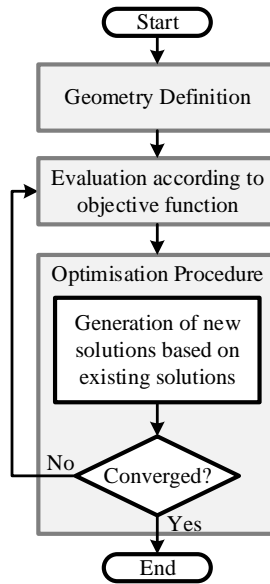 Start
Geometry Definition
Evaluation according to
objective function
Optimisation Procedure
Generation of new
solutions based on
existing solutions
Converged?
No
Yes
End